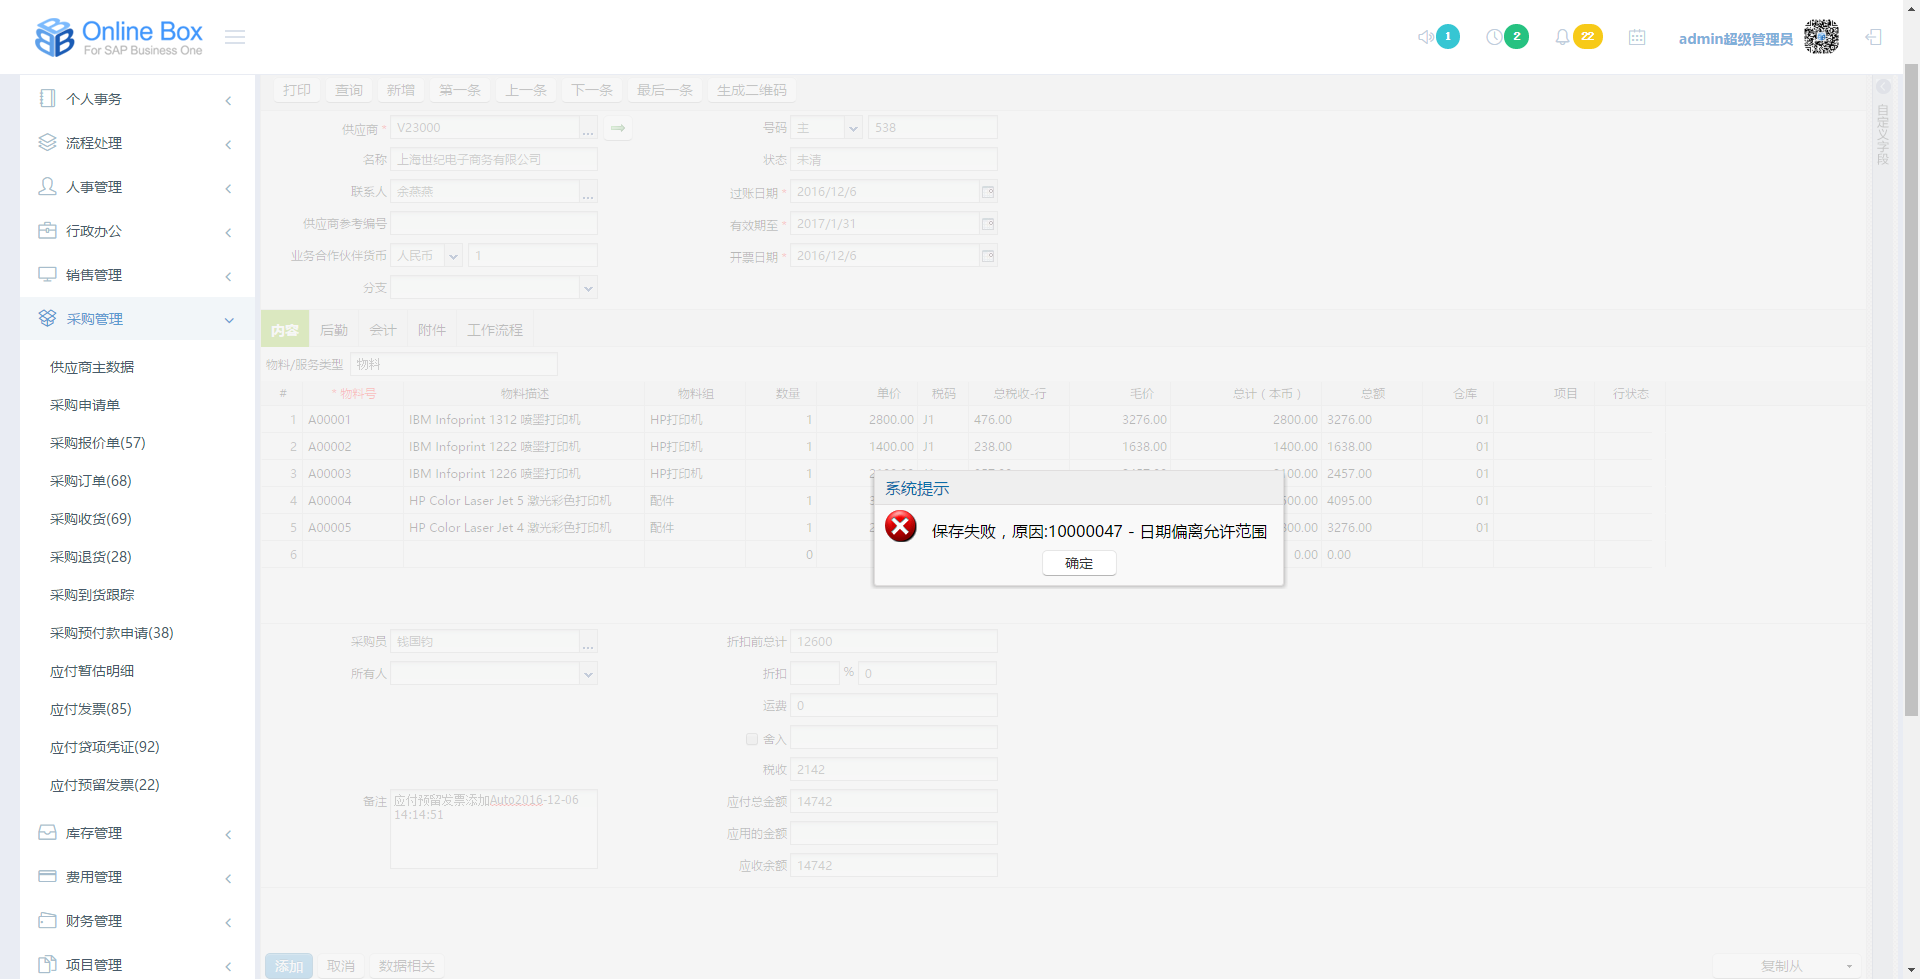 Online Box
For SAP Business One
1
2
22
admin超级管理员
个人事务
流程处理
人事管理
行政办公
销售管理
采购管理
供应商主数据
采购申请单
采购报价单(57)
采购订单(68)
采购收货(69)
采购退货(28)
采购到货跟踪
采购预付款申请(38)
应付暂估明细
应付发票(85)
应付贷项凭证(92)
应付预留发票(22)
库存管理
费用管理
财务管理
项目管理
打印 查询 新增 第一条 上一条 下一条 最后一条 生成二维码
供应商 * V23000 ...
名称 上海世纪电子商务有限公司
联系人 余燕燕 ...
供应商参考编号
业务合作伙伴货币 人民币 1
分支
号码 主 538
状态 未清
过账日期 * 2016/12/6
有效期至 * 2017/1/31
开票日期 * 2016/12/6
自定义字段
内容 后勤 会计 附件 工作流程
物料/服务类型 物料
# * 物料号 物料描述 物料组 数量 单价 税码 总税收-行 毛价 总计（本币） 总额 仓库 项目 行状态
1 A00001 IBM Infoprint 1312 喷墨打印机 HP打印机 1 2800.00 J1 476.00 3276.00 2800.00 3276.00 01
2 A00002 IBM Infoprint 1222 喷墨打印机 HP打印机 1 1400.00 J1 238.00 1638.00 1400.00 1638.00 01
3 A00003 IBM Infoprint 1226 喷墨打印机 HP打印机 1 2457.00 01
4 A00004 HP Color Laser Jet 5 激光彩色打印机 配件 1 4095.00 01
5 A00005 HP Color Laser Jet 4 激光彩色打印机 配件 1 3276.00 01
6 0 0.00 0.00
系统提示
保存失败，原因:10000047 - 日期偏离允许范围
确定
采购员 钱国钧 ...
所有人
备注 应付预留发票添加Auto2016-12-06
14:14:51
折扣前总计 12600
折扣 % 0
运费 0
舍入
税收 2142
应付总金额 14742
应用的金额
应收余额 14742
添加 取消 数据相关
复制从